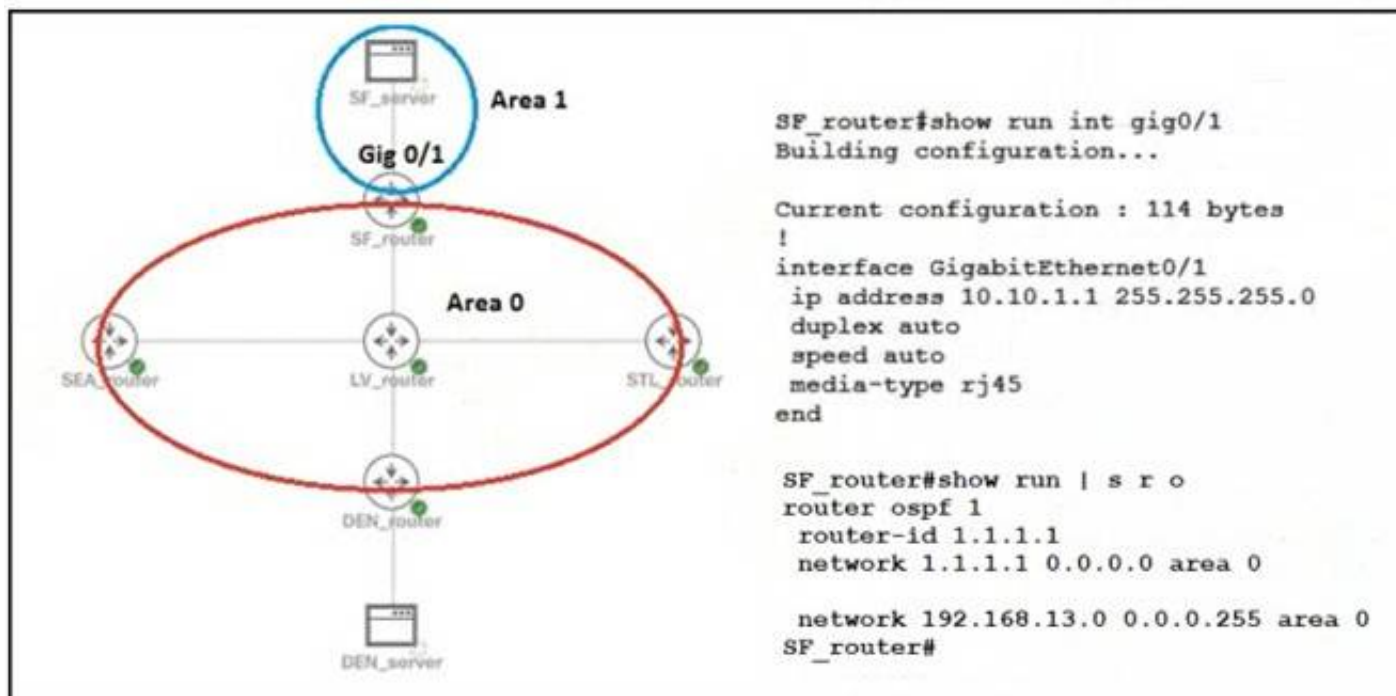 SF_server
Area 1
Gig 0/1
SF_router
Area 0
SEA_router
LV_router
STL_router
DEN_router
DEN_server
SF_router#show run int gig0/1
Building configuration...
Current configuration : 114 bytes
!
interface GigabitEthernet0/1
ip address 10.10.1.1 255.255.255.0
duplex auto
speed auto
media-type rj45
end
SF_router#show run | s r o
router ospf 1
router-id 1.1.1.1
network 1.1.1.1 0.0.0.0 area 0
network 192.168.13.0 0.0.0.255 area 0
SF_router#